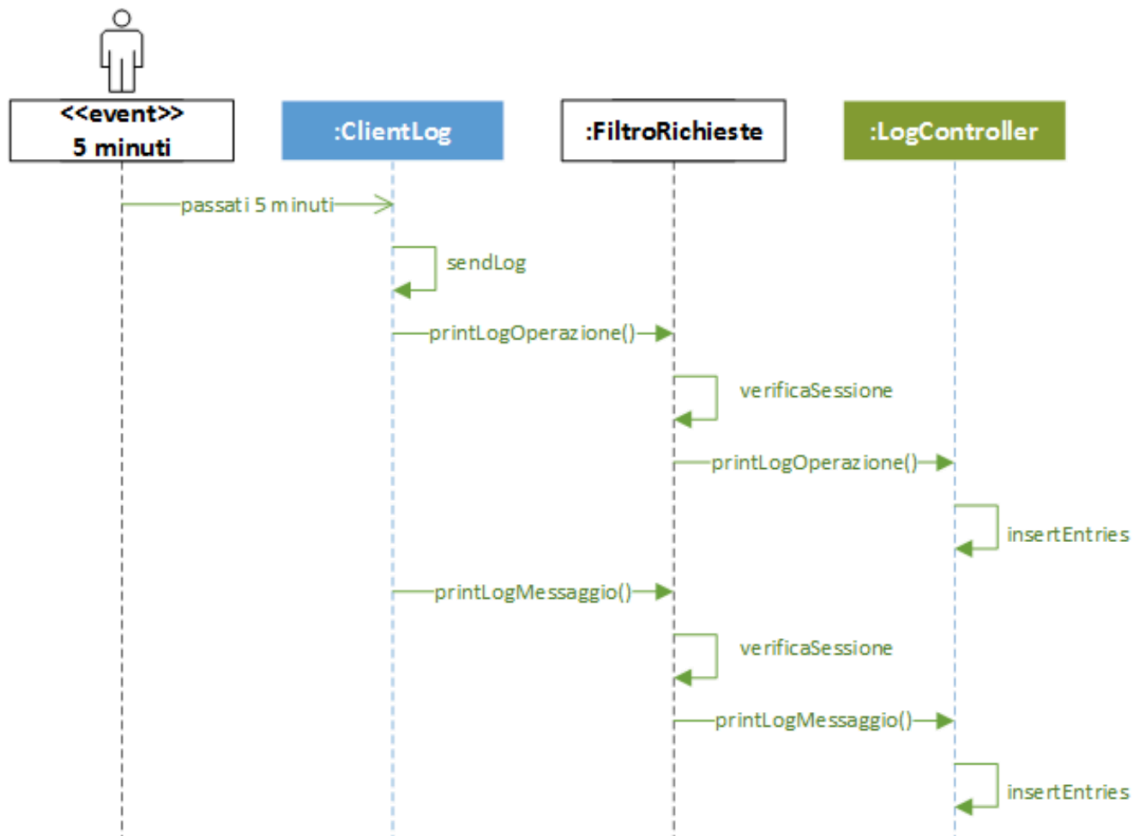 <<event>>
5 minuti
:ClientLog
:FiltroRichieste
:LogController
passati 5 minuti
sendLog
printLogOperazione()
verificaSessione
printLogOperazione()
insertEntries
printLogMessaggio()
verificaSessione
printLogMessaggio()
insertEntries